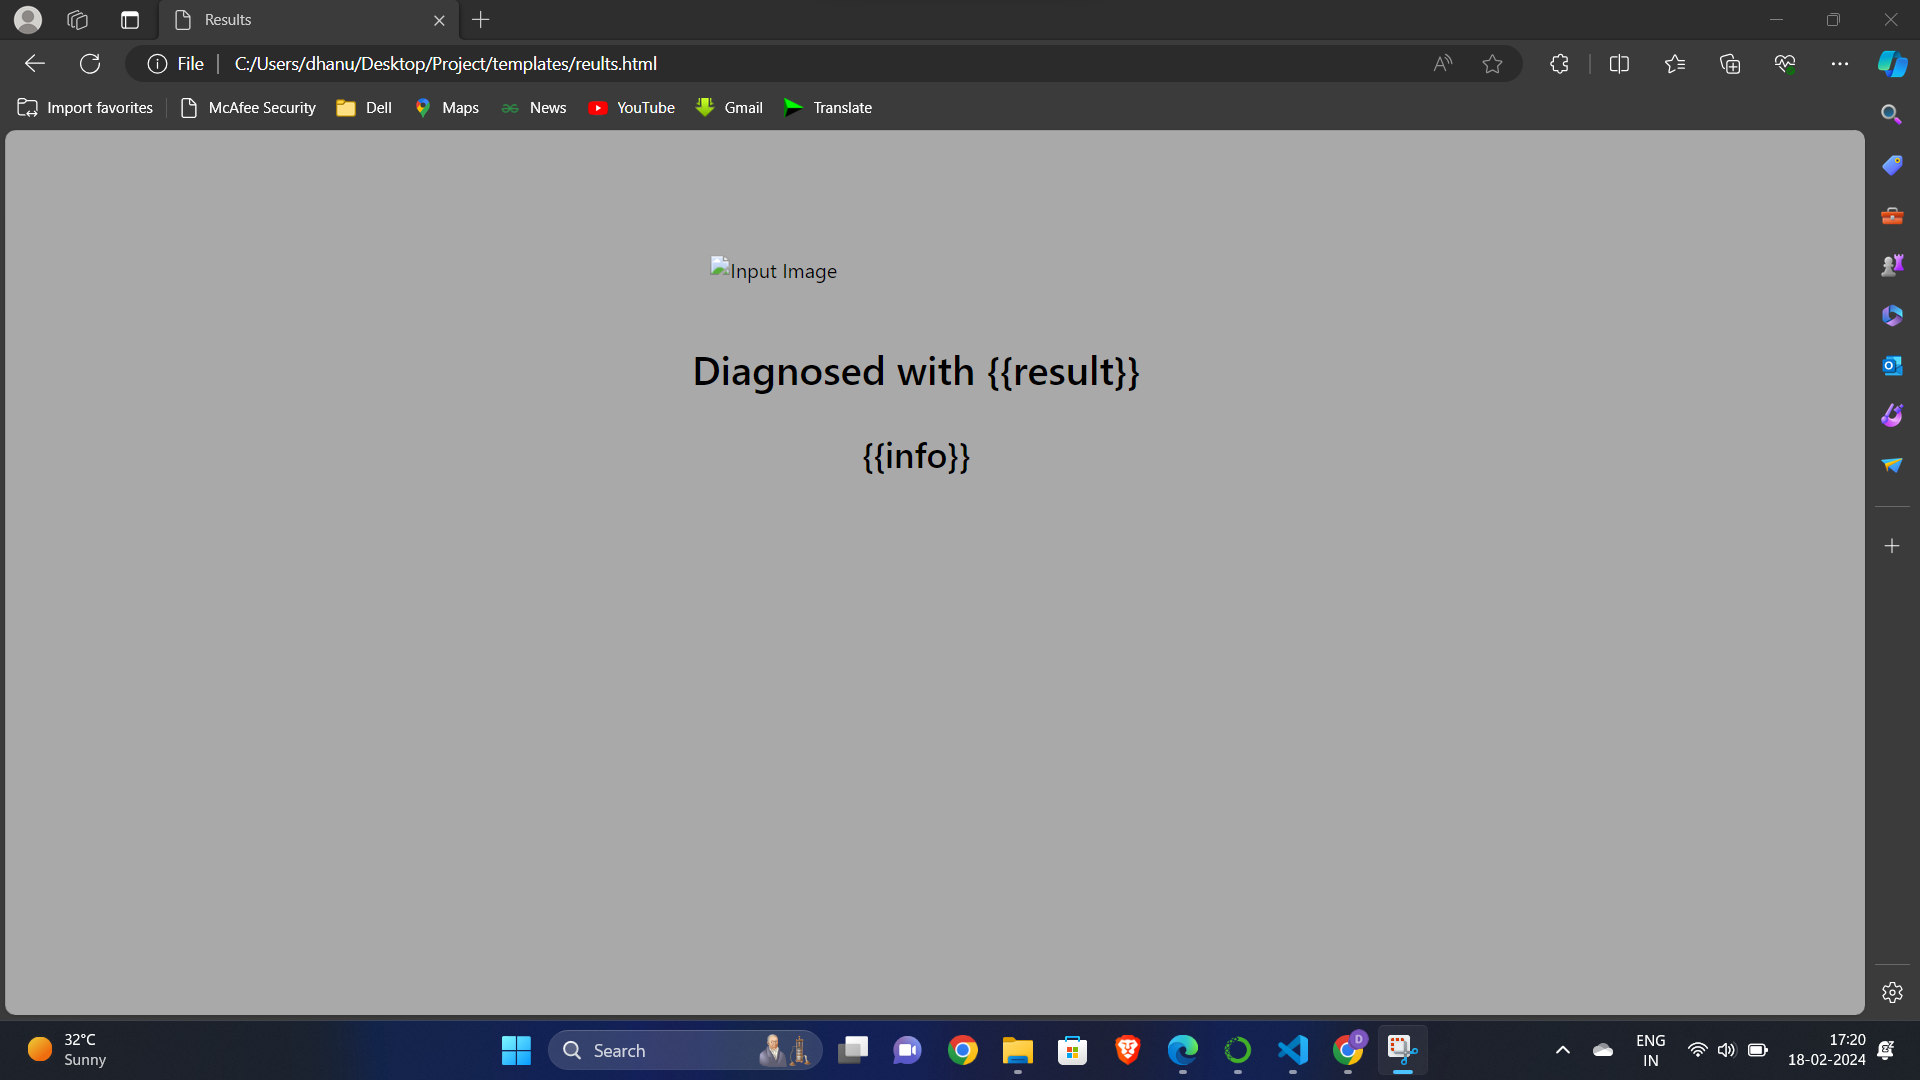 Results
File
C:/Users/dhanu/Desktop/Project/templates/reults.html
Import favorites
McAfee Security
Dell
Maps
News
YouTube
Gmail
Translate
Input Image
Diagnosed with {{result}}
{{info}}
32°C
Sunny
Search
D
ENG
IN
17:20
18-02-2024